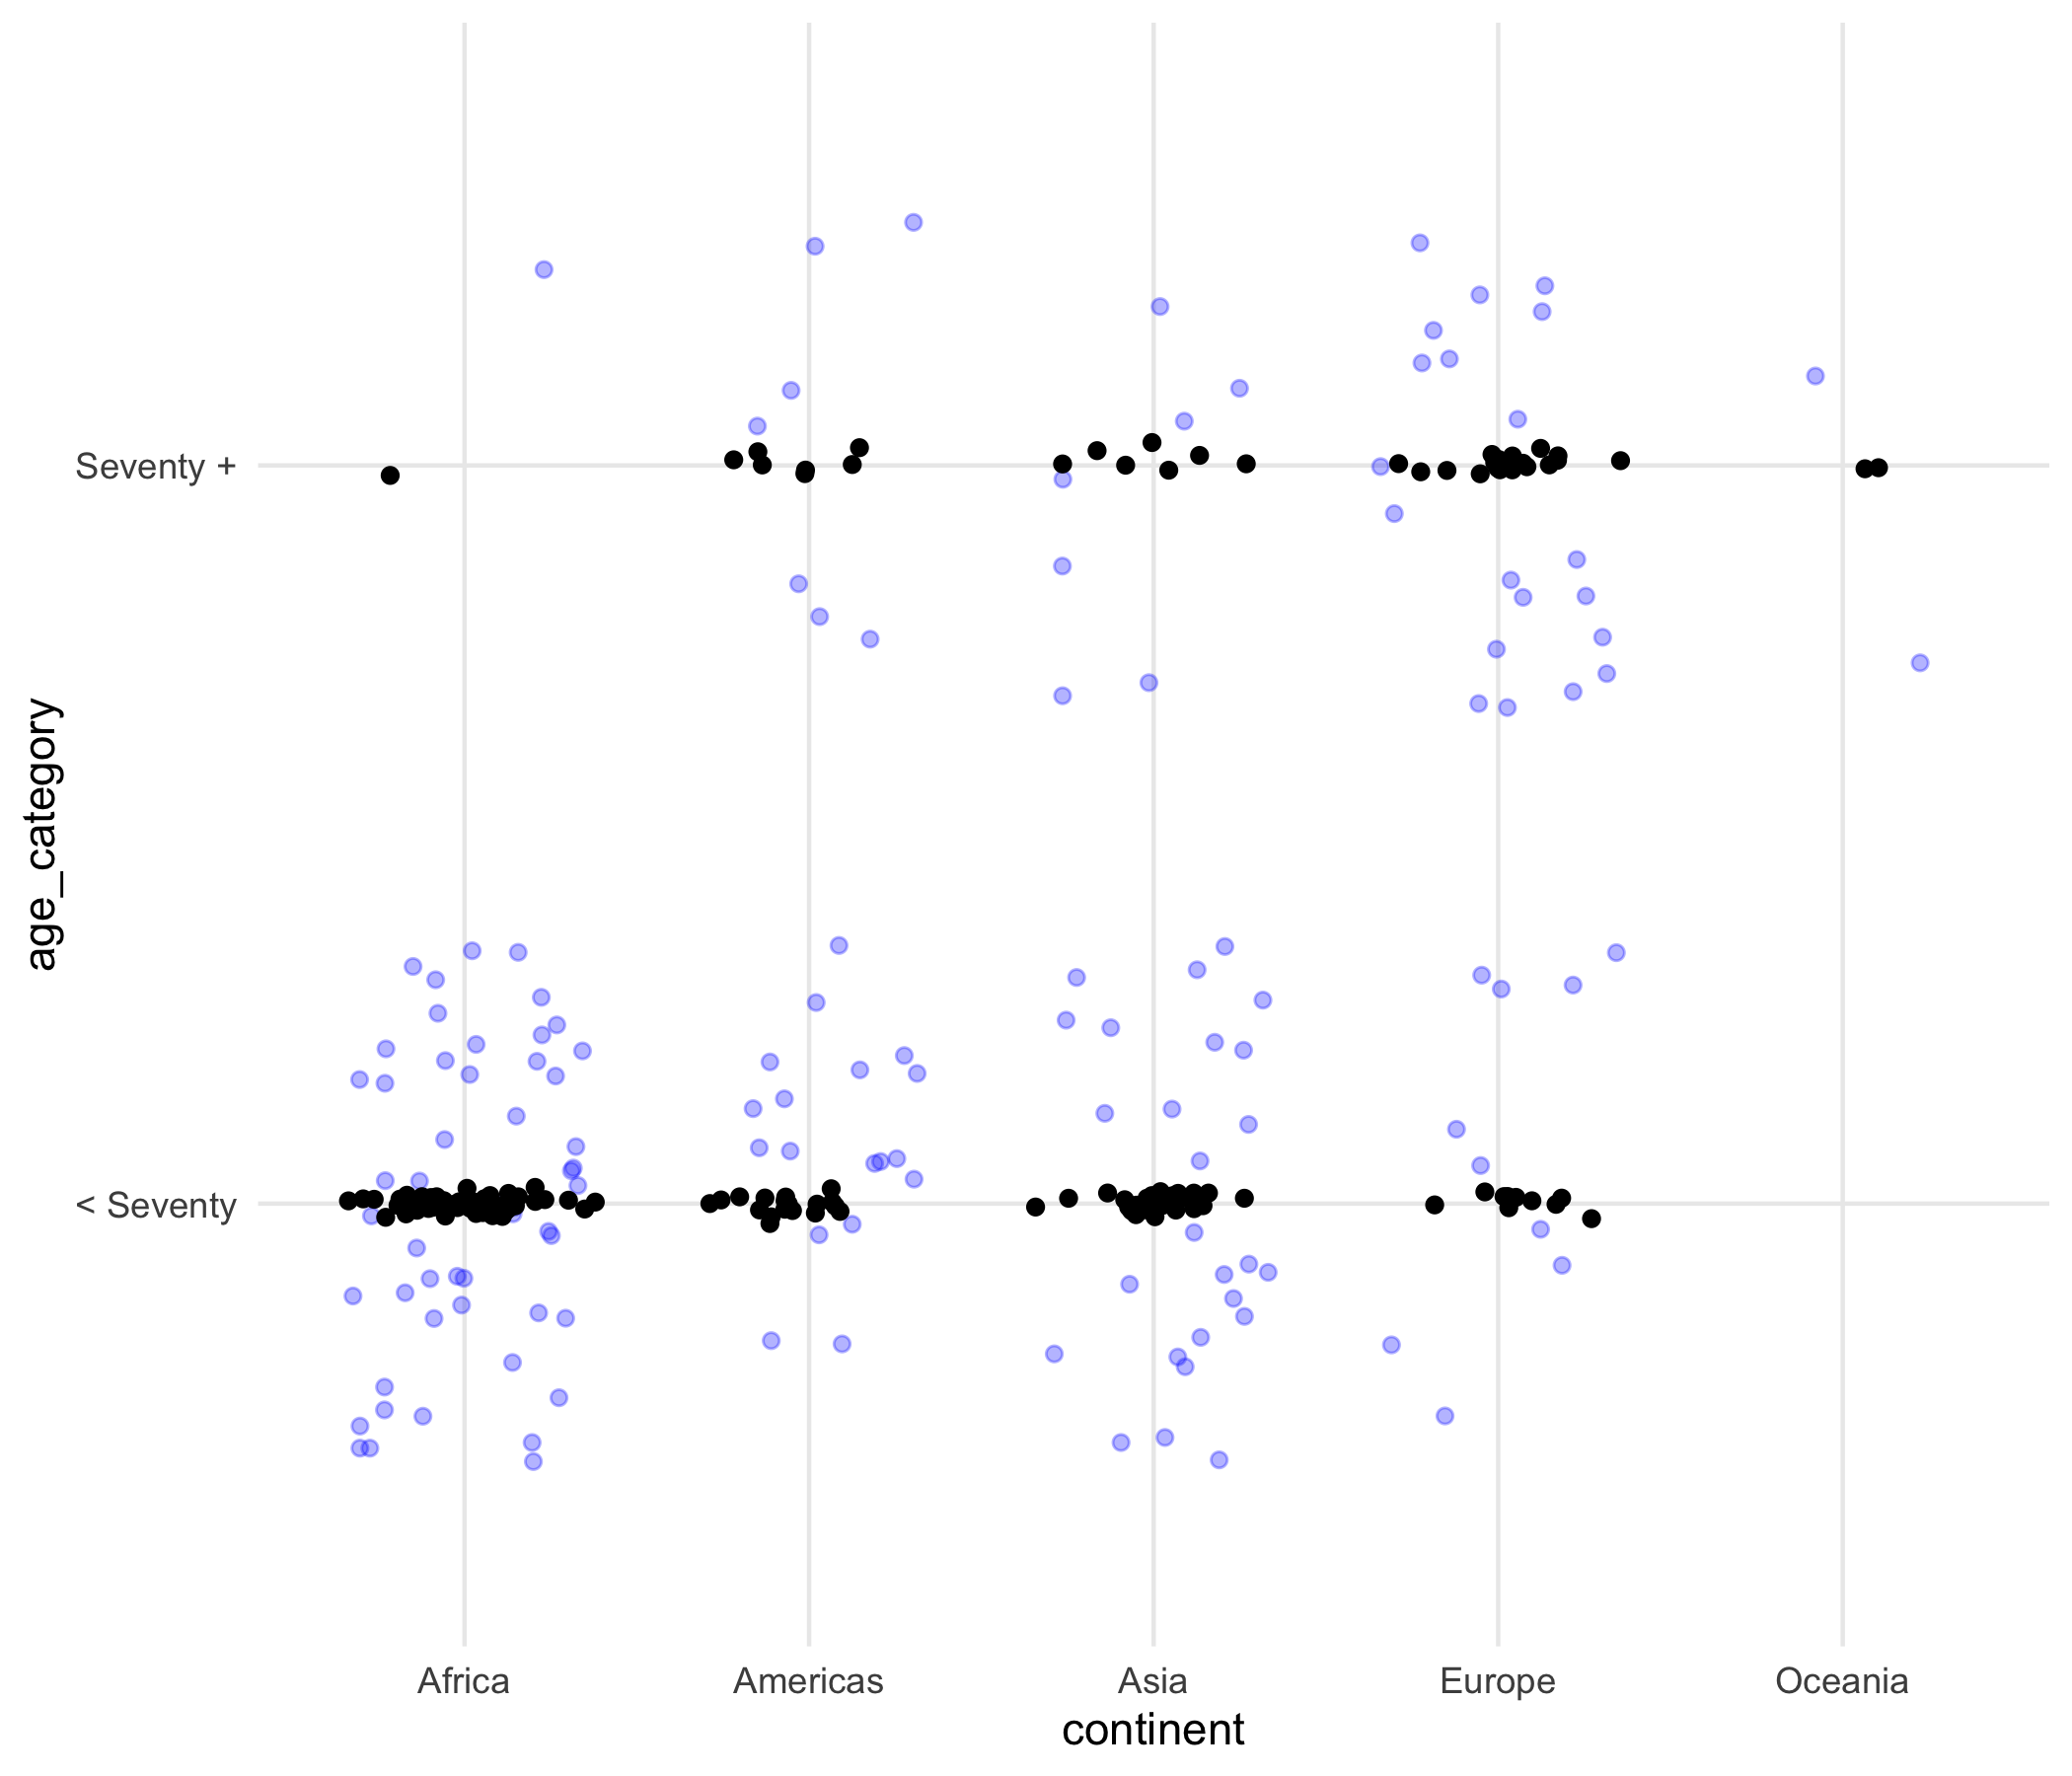 age_category
Seventy +
< Seventy
Africa
Americas
Asia
Europe
Oceania
continent